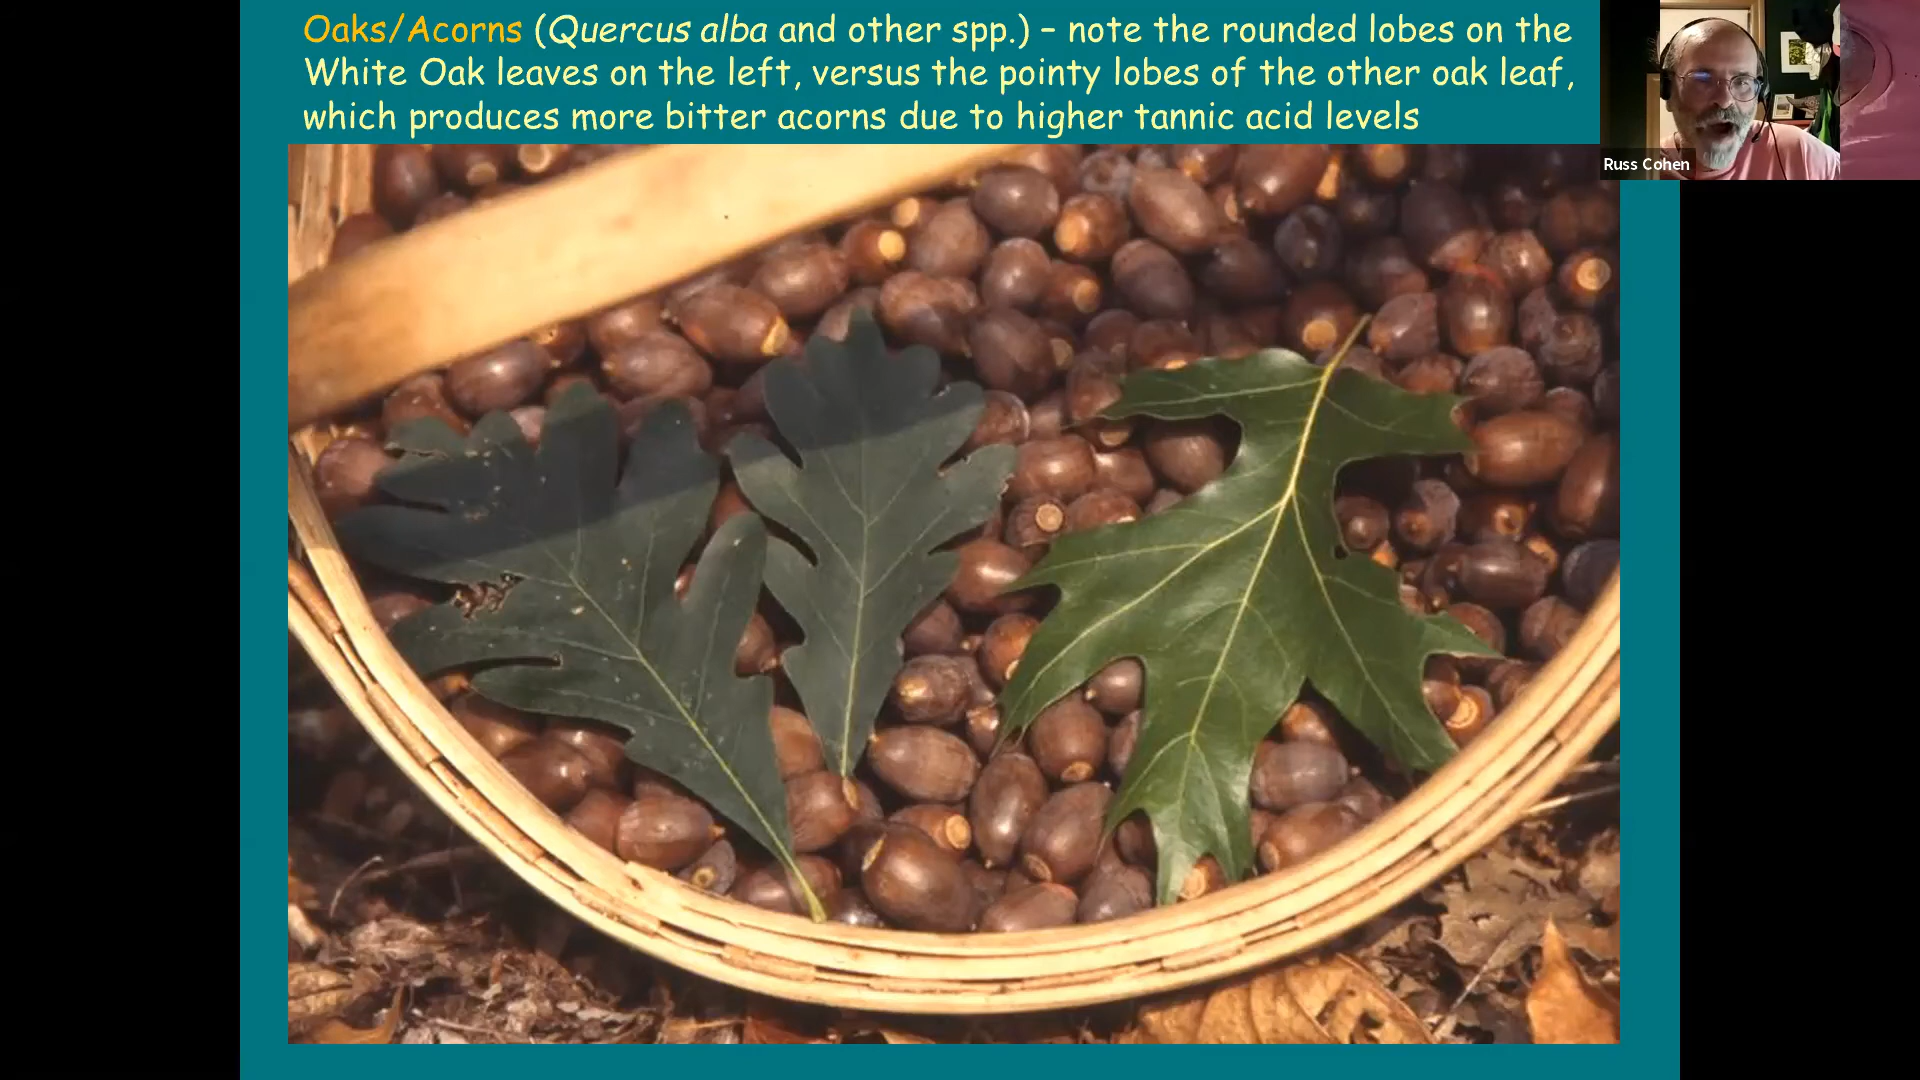 Oaks/Acorns (Quercus alba and other spp.) – note the rounded lobes on the
White Oak leaves on the left, versus the pointy lobes of the other oak leaf,
which produces more bitter acorns due to higher tannic acid levels
Russ Cohen